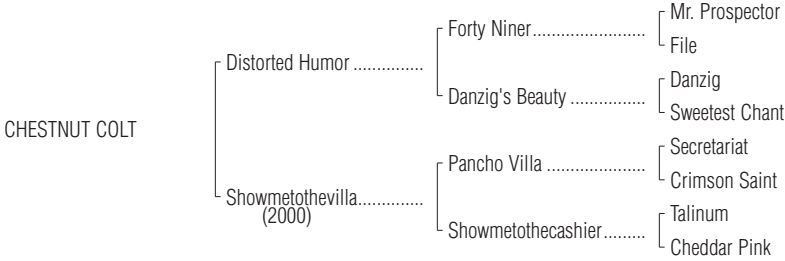 Mr. Prospector
Forty Niner.......................
File
Distorted Humor ...............
Danzig
Danzig's Beauty ................
Sweetest Chant
CHESTNUT COLT
Secretariat
Pancho Villa .....................
Crimson Saint
Showmetothevilla..............
(2000)
Talinum
Showmetothecashier.........
Cheddar Pink